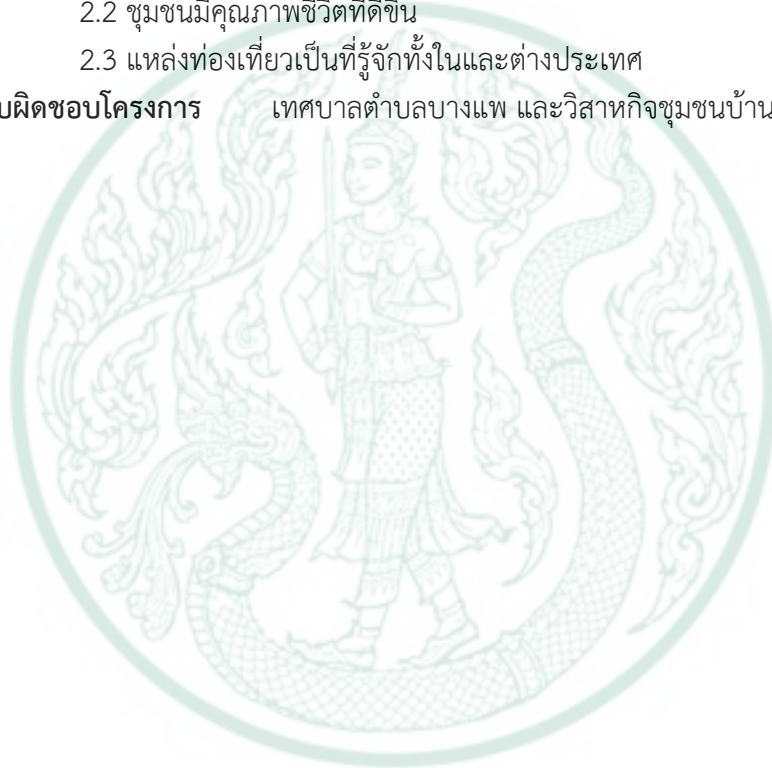 2.2 ชุมชนมีคุณภาพชีวิตที่ดีขึ้น
2.3 แหล่งท่องเที่ยวเป็นที่รู้จักทั้งในและต่างประเทศ
บผิดชอบโครงการ เทศบาลตำบลบางแพ และวิสาหกิจชุมชนบ้าน